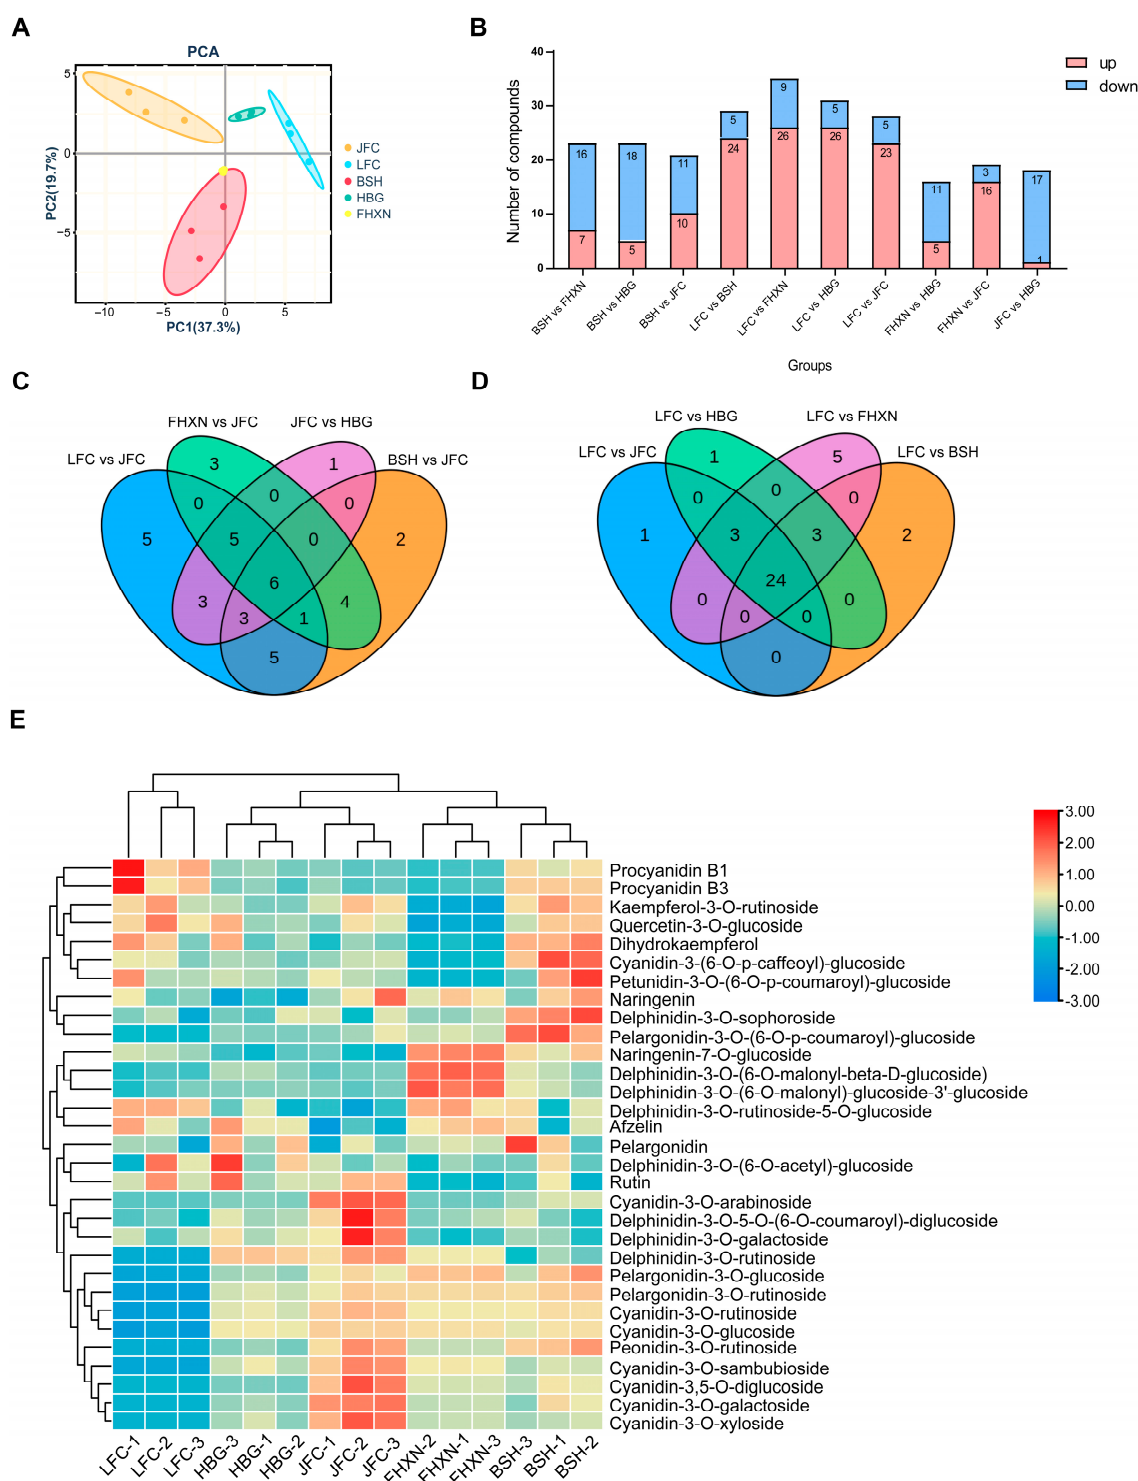 A
PCA
5
0
−5
−10
−5
0
5
PC2(19.7%)
PC1(37.3%)
JFC
LFC
BSH
HBG
FHXN
B
Number of compounds
40
30
20
10
0
16
7
18
5
11
10
5
24
9
26
5
26
5
23
11
5
3
16
17
1
up
down
BSH vs FHXN
BSH vs HBG
BSH vs JFC
LFC vs BSH
LFC vs FHXN
LFC vs HBG
LFC vs JFC
FHXN vs HBG
FHXN vs JFC
JFC vs HBG
Groups
C
LFC vs JFC
FHXN vs JFC
JFC vs HBG
BSH vs JFC
3
1
0
0
0
5
5
0
2
6
3
3
1
4
5
D
LFC vs JFC
LFC vs HBG
LFC vs FHXN
LFC vs BSH
1
5
0
0
0
1
3
3
2
24
0
0
0
0
0
E
3.00
2.00
1.00
0.00
-1.00
-2.00
-3.00
Procyanidin B1
Procyanidin B3
Kaempferol-3-O-rutinoside
Quercetin-3-O-glucoside
Dihydrokaempferol
Cyanidin-3-(6-O-p-caffeoyl)-glucoside
Petunidin-3-O-(6-O-p-coumaroyl)-glucoside
Naringenin
Delphinidin-3-O-sophoroside
Pelargonidin-3-O-(6-O-p-coumaroyl)-glucoside
Naringenin-7-O-glucoside
Delphinidin-3-O-(6-O-malonyl-beta-D-glucoside)
Delphinidin-3-O-(6-O-malonyl)-glucoside-3'-glucoside
Delphinidin-3-O-rutinoside-5-O-glucoside
Afzelin
Pelargonidin
Delphinidin-3-O-(6-O-acetyl)-glucoside
Rutin
Cyanidin-3-O-arabinoside
Delphinidin-3-O-5-O-(6-O-coumaroyl)-diglucoside
Delphinidin-3-O-galactoside
Delphinidin-3-O-rutinoside
Pelargonidin-3-O-glucoside
Pelargonidin-3-O-rutinoside
Cyanidin-3-O-rutinoside
Cyanidin-3-O-glucoside
Peonidin-3-O-rutinoside
Cyanidin-3-O-sambubioside
Cyanidin-3,5-O-diglucoside
Cyanidin-3-O-galactoside
Cyanidin-3-O-xyloside
LFC-1
LFC-2
LFC-3
HBG-3
HBG-1
HBG-2
JFC-1
JFC-2
JFC-3
FHXN-2
FHXN-1
FHXN-3
BSH-3
BSH-1
BSH-2